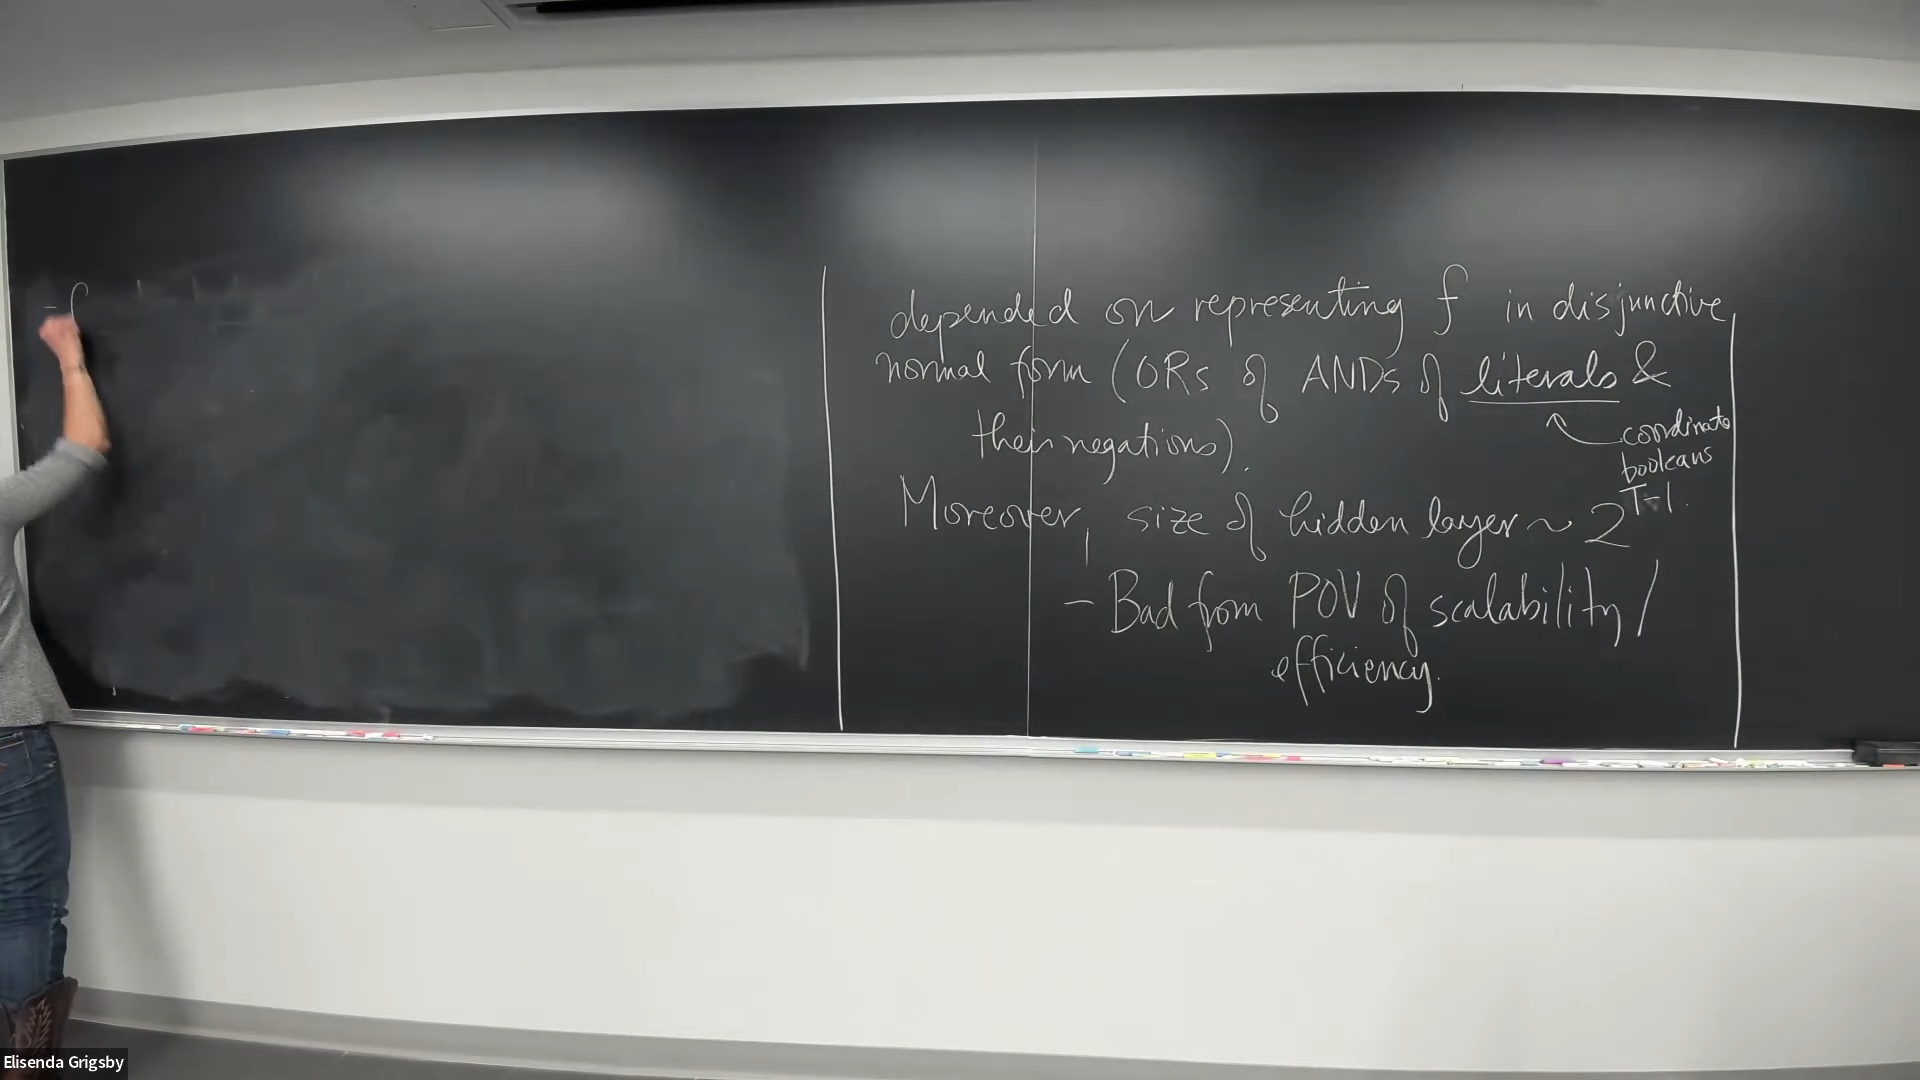 - f
depended on representing f in disjunctive
normal form (ORs of ANDs of literals &
their negations).
coordinate
booleans
Moreover, size of hidden layer ~ 2^{T-1}.
- Bad from POV of scalability/
efficiency.
Elisenda Grigsby